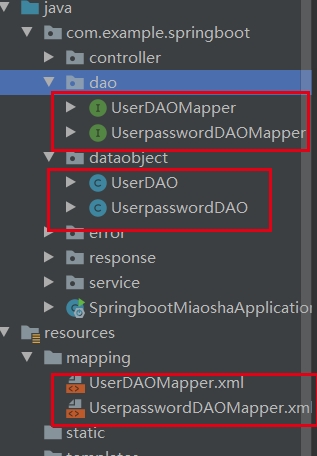 java
com.example.springboot
controller
dao
UserDAOMapper
UserpasswordDAOMapper
dataobject
UserDAO
UserpasswordDAO
error
response
service
SpringbootMiaoshaApplication
resources
mapping
UserDAOMapper.xml
UserpasswordDAOMapper.xml
static
templates